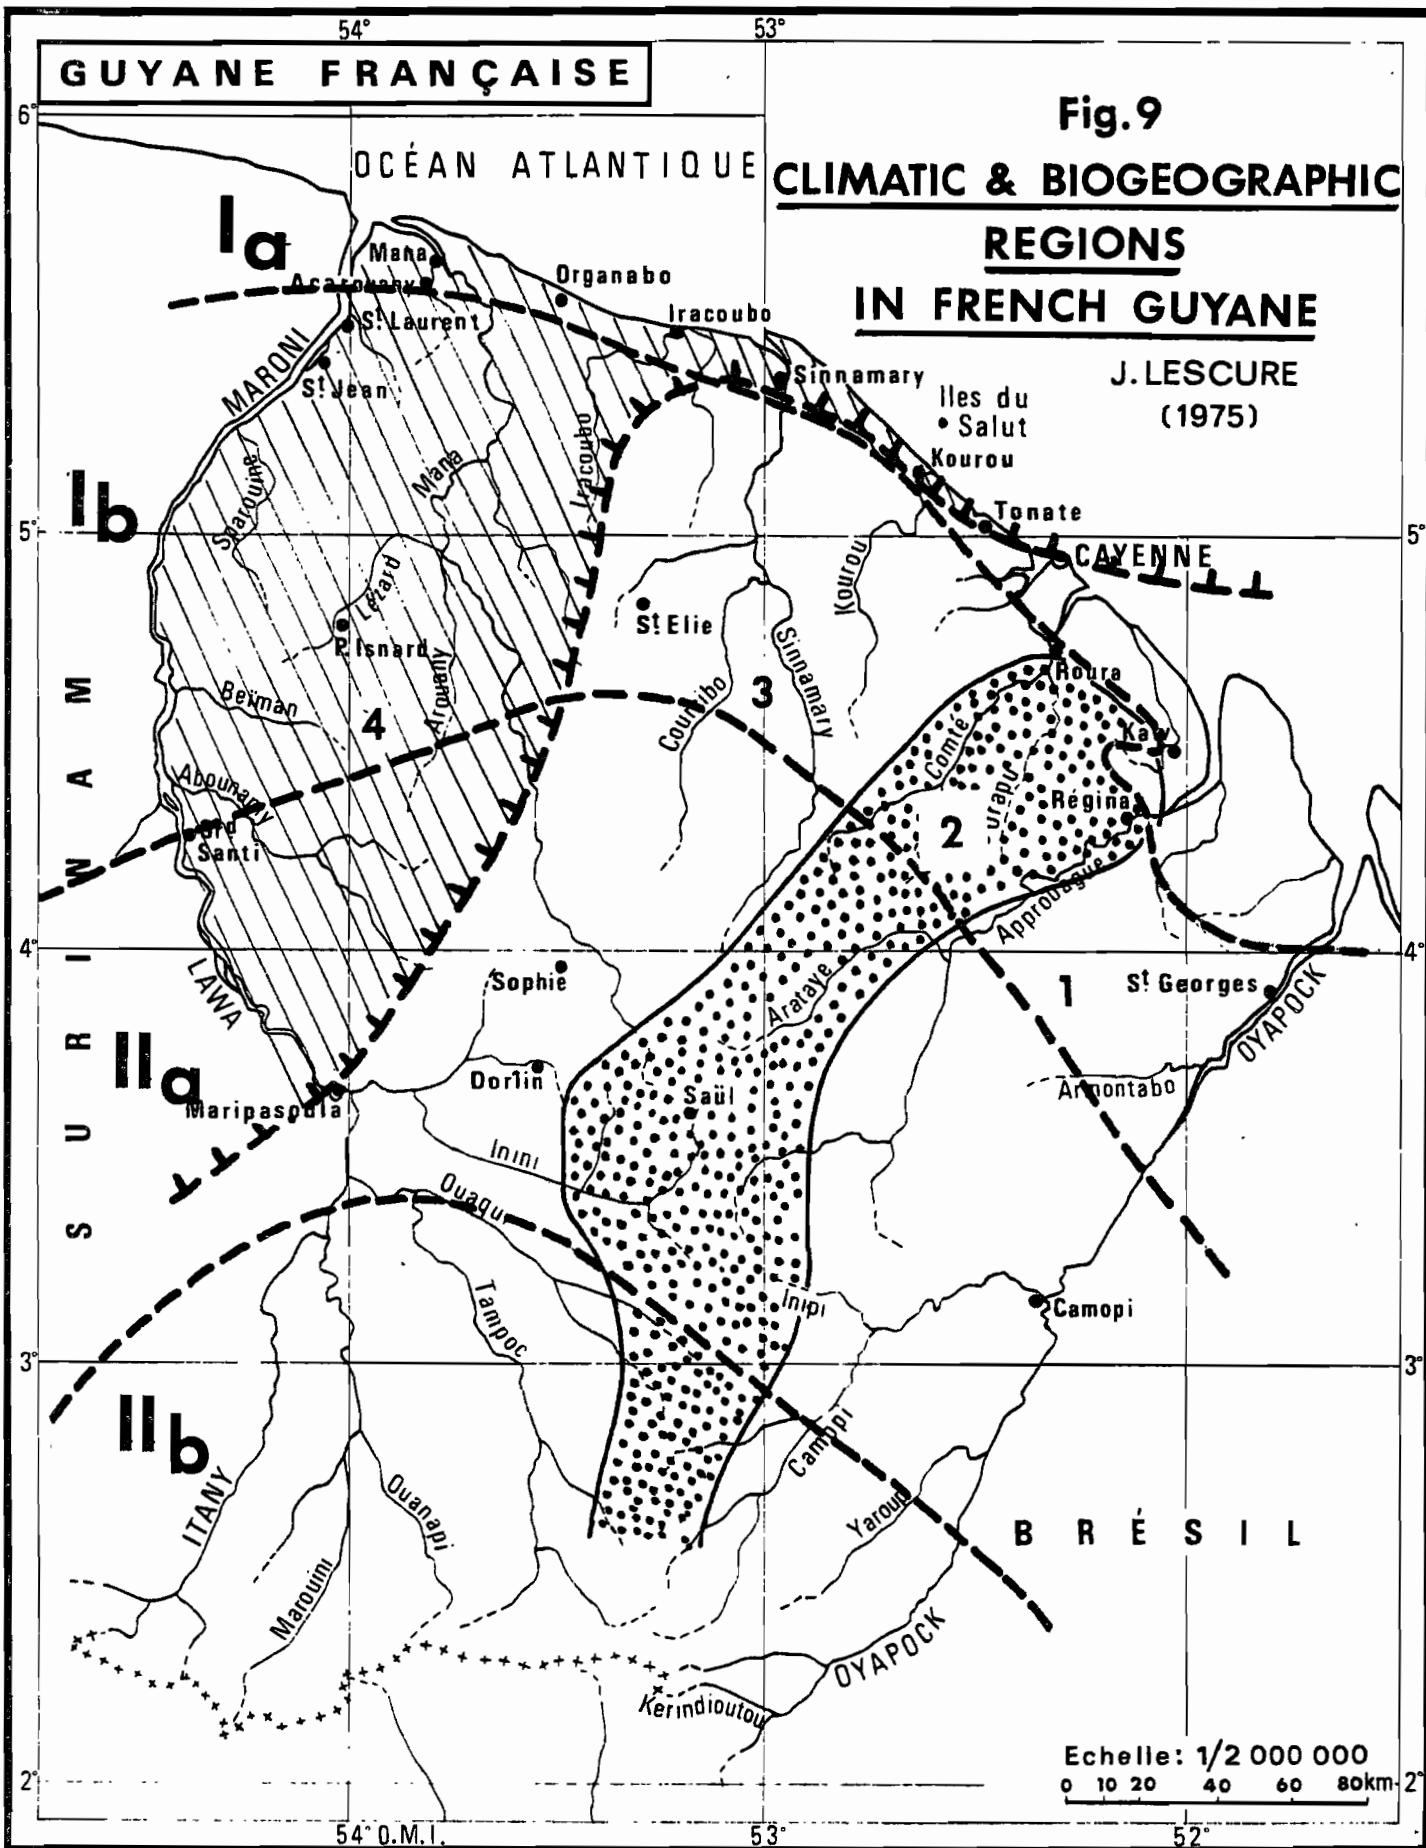 54°
53°
GUYANE FRANÇAISE
6°
Fig.9
CLIMATIC & BIOGEOGRAPHIC
REGIONS
IN FRENCH GUYANE
J. LESCURE
(1975)
OCÉAN ATLANTIQUE
Ia
Mana
Acarouany
Organabo
St Laurent
Iracoubo
MARONI
St Jean
Sinnamary
Iles du
Salut
Kourou
Ib
Sparouine
Mana
Iracoubo
Tonate
5°
5°
CAYENNE
Lézard
Kourou
St Elie
P. Isnard
Sinnamary
Arouany
Roura
Beïman
4
3
Courcibo
Comté
Kaw
SURINAM
Abounamy
Urapu
Régina
Grd
Santi
2
Approuague
4°
4°
LAWA
Sophie
Arataye
1
St Georges
OYAPOCK
IIa
Dorlin
Saül
Armontabo
Maripasoula
Inini
Ouaqui
Tampoc
Inipi
Camopi
3°
3°
IIb
Camopi
ITANY
Ouanapi
Yaroupi
BRÉSIL
Marouini
OYAPOCK
Kerindioutou
Echelle: 1/2 000 000
0 10 20 40 60 80km
2°
2°
54° O.M.I.
53°
52°